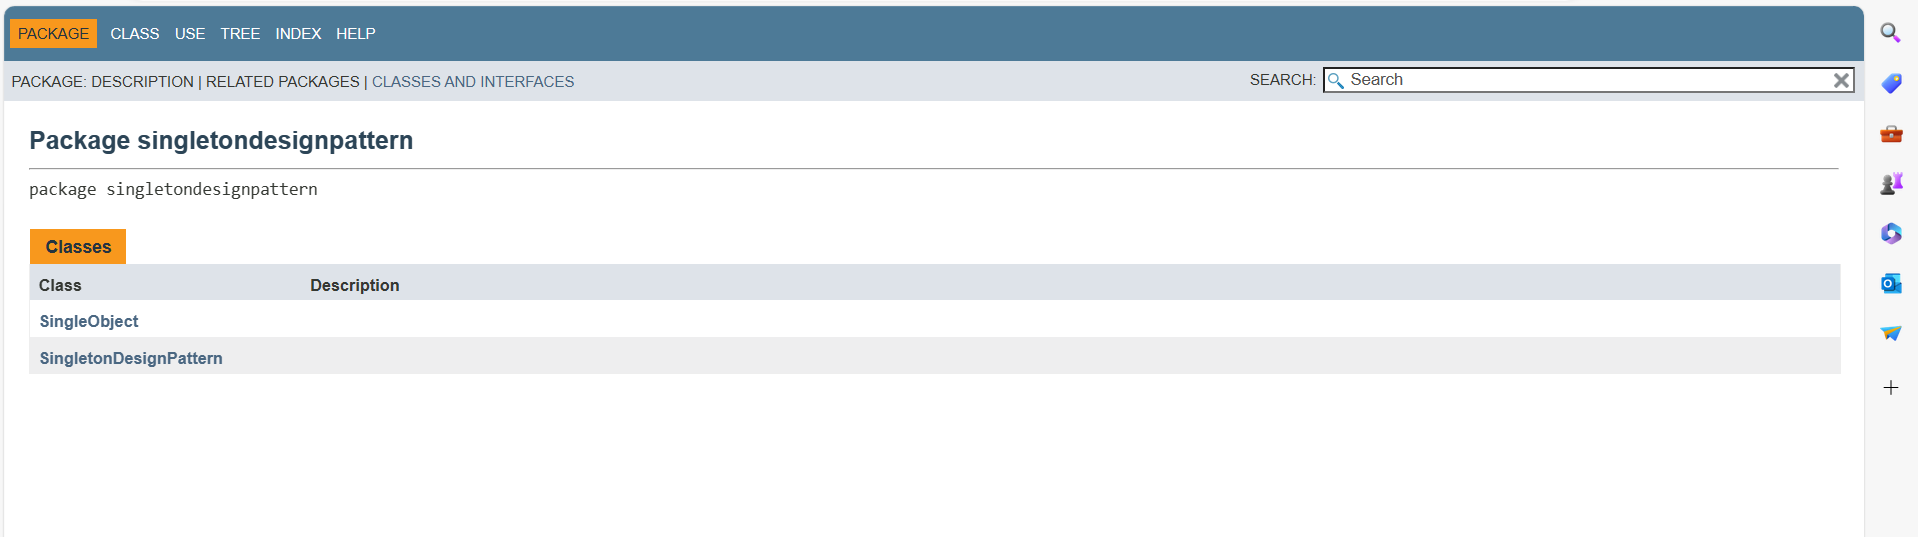 PACKAGE CLASS USE TREE INDEX HELP
PACKAGE: DESCRIPTION | RELATED PACKAGES | CLASSES AND INTERFACES SEARCH: Search
Package singletondesignpattern
package singletondesignpattern
Classes
Class Description
SingleObject
SingletonDesignPattern